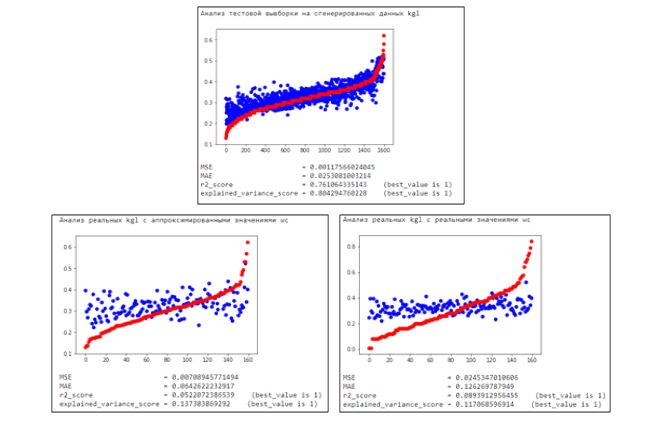 Анализ тестовой вывборки на сгенерированных данных kgl
0.6
0.5
0.4
0.3
0.2
0.1
0 200 400 600 800 1000 1200 1400 1600
MSE = 0.00117566024045
MAE = 0.0253081003214
r2_score = 0.761064335143 (best_value is 1)
explained_variance_score = 0.804294760228 (best_value is 1)
Анализ реальных kgl с аппроксимированными значениями uc
0.6
0.5
0.4
0.3
0.2
0.1
0 20 40 60 80 100 120 140 160
MSE = 0.00708945771494
MAE = 0.0642622232917
r2_score = 0.0522072386539 (best_value is 1)
explained_variance_score = 0.137383869292 (best_value is 1)
Анализ реальных kgl с реальными значениями uc
0.8
0.6
0.4
0.2
0.0
0 20 40 60 80 100 120 140 160
MSE = 0.0245347010606
MAE = 0.126269787949
r2_score = 0.0893912956455 (best_value is 1)
explained_variance_score = 0.117068596914 (best_value is 1)